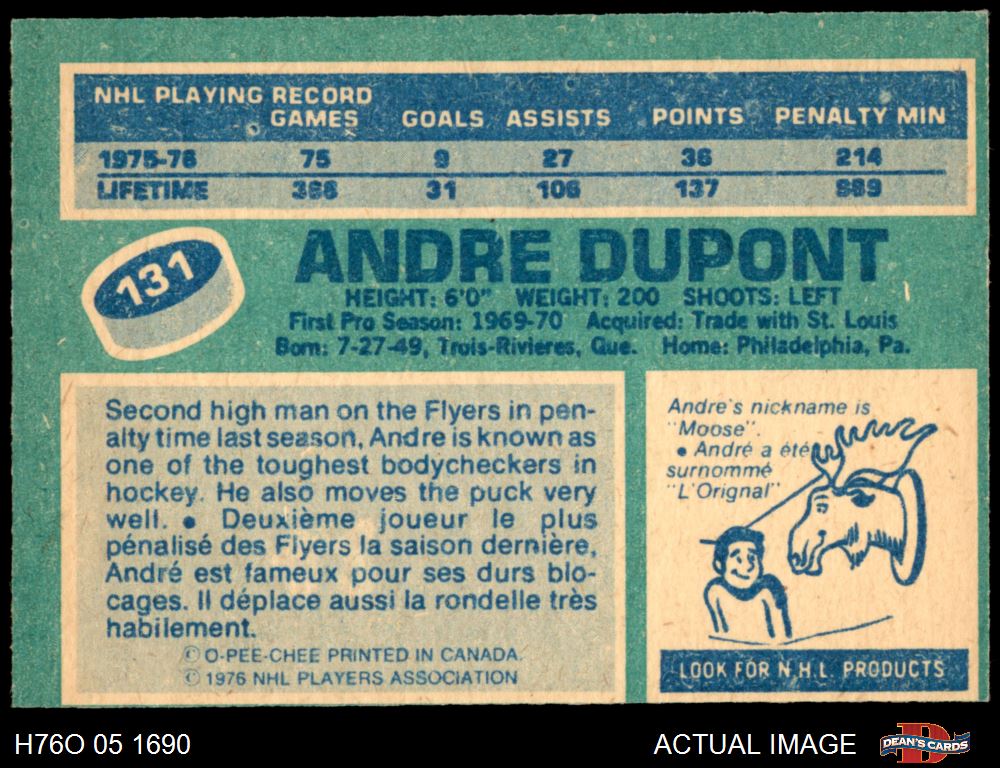 NHL PLAYING RECORD
GAMES GOALS ASSISTS POINTS PENALTY MIN
1975-76 75 9 27 36 214
LIFETIME 31 106 137
131
ANDRE DUPONT
HEIGHT: 6'0" WEIGHT: 200 SHOOTS: LEFT
First Pro Season: 1969-70 Acquired: Trade with St. Louis
Born: 7-27-49, Trois-Rivieres, Que. Home: Philadelphia, Pa.
Second high man on the Flyers in pen-
alty time last season, Andre is known as
one of the toughest bodycheckers in
hockey. He also moves the puck very
well. • Deuxième joueur le plus
pénalisé des Flyers la saison dernière,
André est fameux pour ses durs blo-
cages. Il déplace aussi la rondelle très
habilement.
© O-PEE-CHEE PRINTED IN CANADA.
© 1976 NHL PLAYERS ASSOCIATION
Andre's nickname is
"Moose".
• André a été
surnommé
"L'Orignal"
LOOK FOR N.H.L PRODUCTS
H76O 05 1690
ACTUAL IMAGE
DEAN'S CARDS